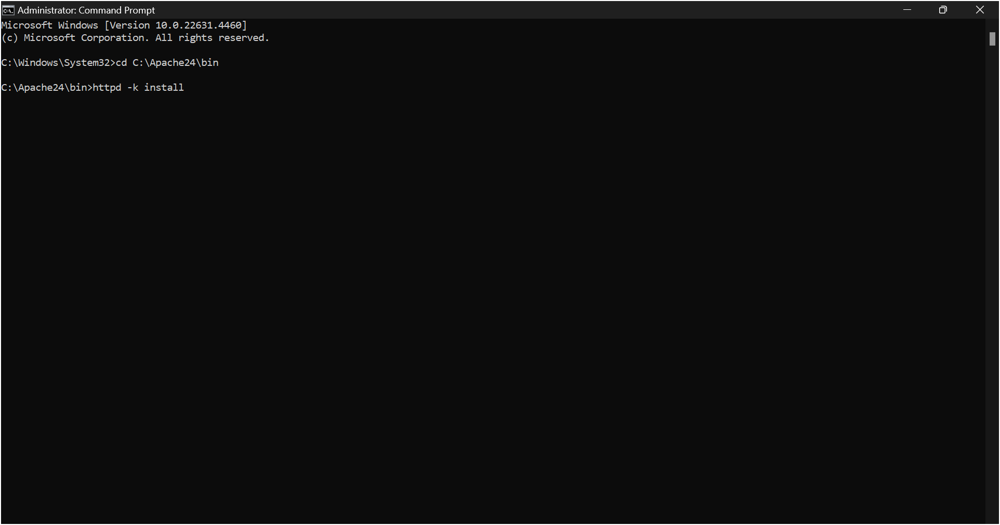 Administrator: Command Prompt
Microsoft Windows [Version 10.0.22631.4460]
(c) Microsoft Corporation. All rights reserved.
C:\Windows\System32>cd C:\Apache24\bin
C:\Apache24\bin>httpd -k install